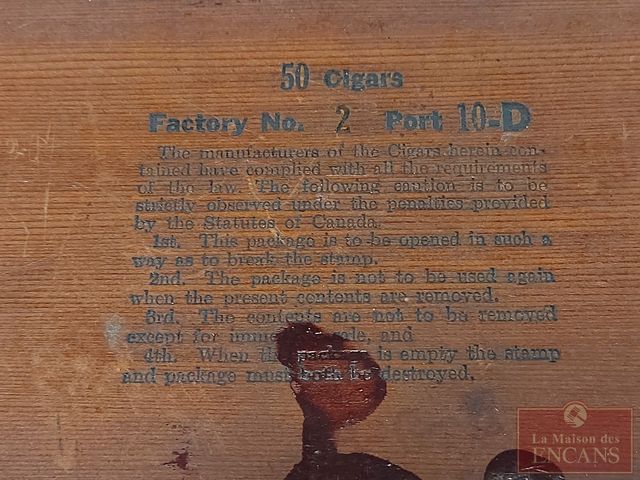 50 Cigars
Factory No. 2 Port 10-D
The manufacturers of the Cigars herein con-
tained have complied with all the requirements
of the law. The following caution is to be
strictly observed under the penalties provided
by the Statutes of Canada.
1st. This package is to be opened in such a
way as to break the stamp.
2nd. The package is not to be used again
when the present contents are removed.
3rd. The contents are not to be removed
except for sale, and
4th. When the package is empty the stamp
and package must both be destroyed.
La Maison des
ENCANS